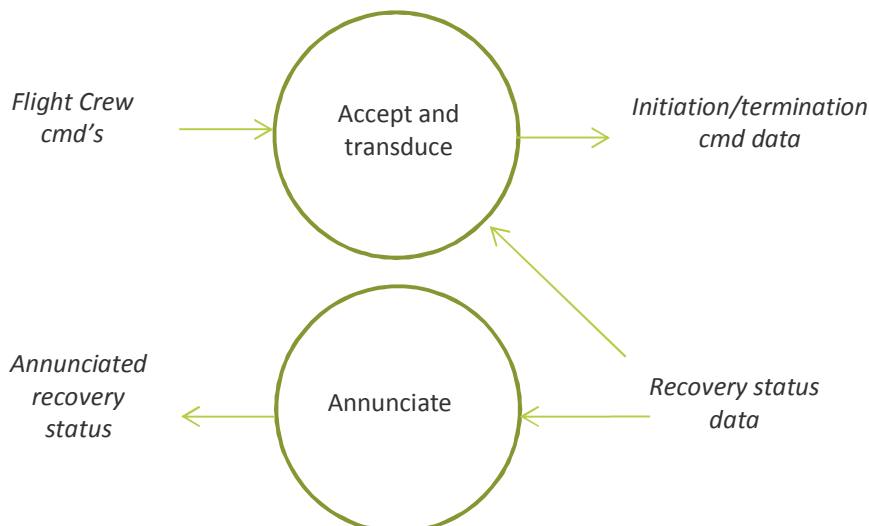 Flight Crew
cmd’s
Accept and
transduce
Initiation/termination
cmd data
Annunciated
recovery
status
Annunciate
Recovery status
data